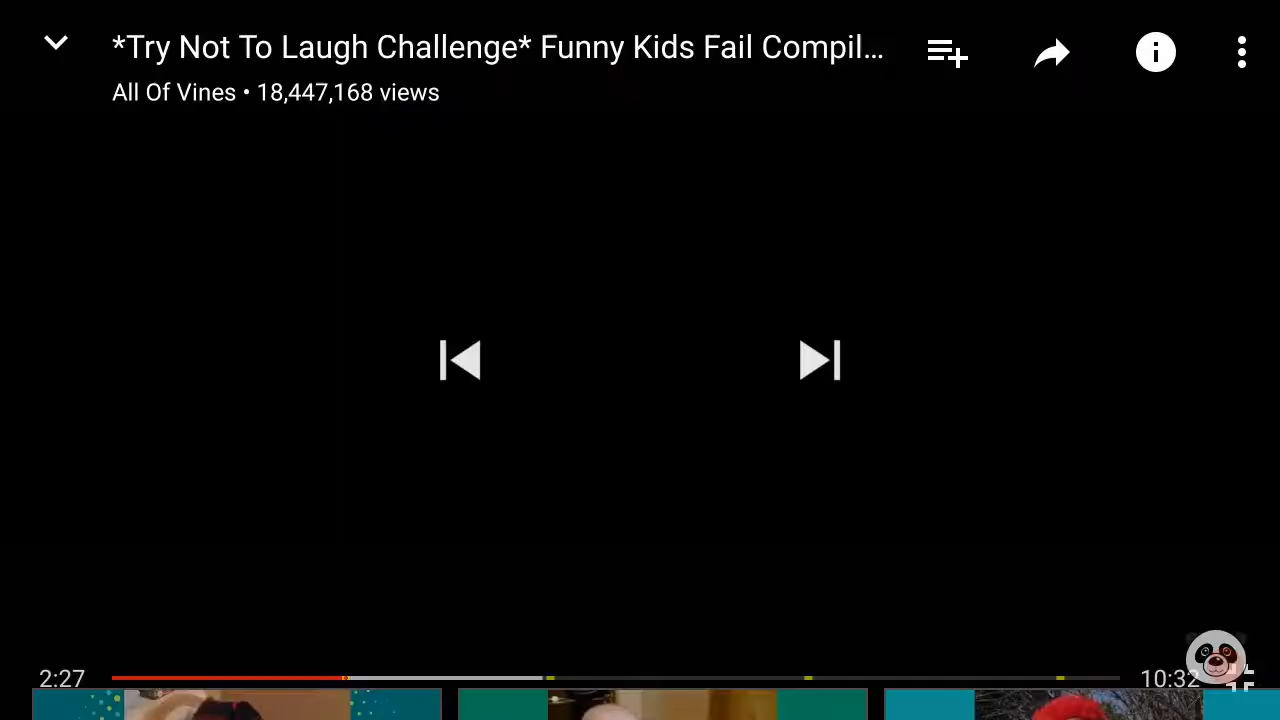 *Try Not To Laugh Challenge* Funny Kids Fail Compil...
All Of Vines • 18,447,168 views
2:27
10:32